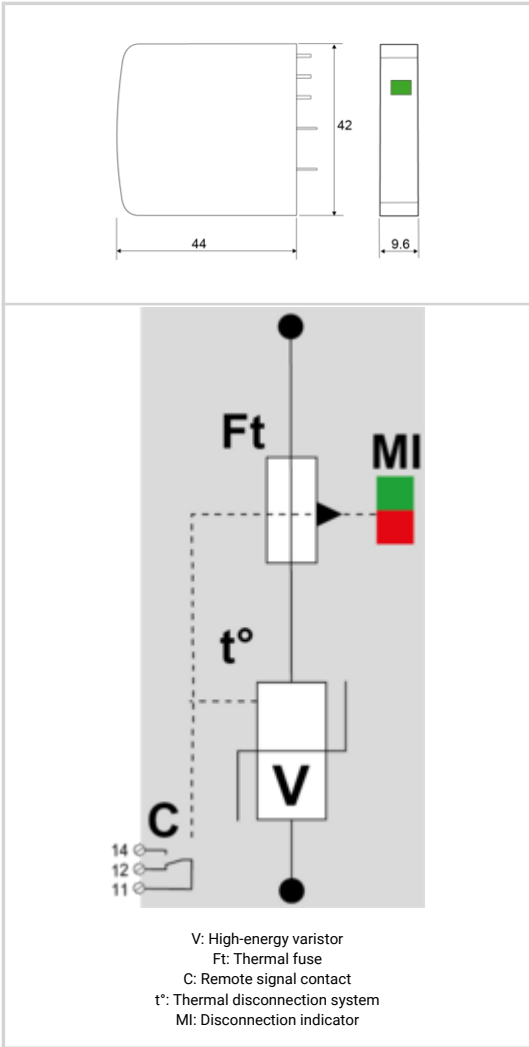 42
44
9.6
Ft
MI
t°
V
C
14
12
11
V: High-energy varistor
Ft: Thermal fuse
C: Remote signal contact
t°: Thermal disconnection system
MI: Disconnection indicator